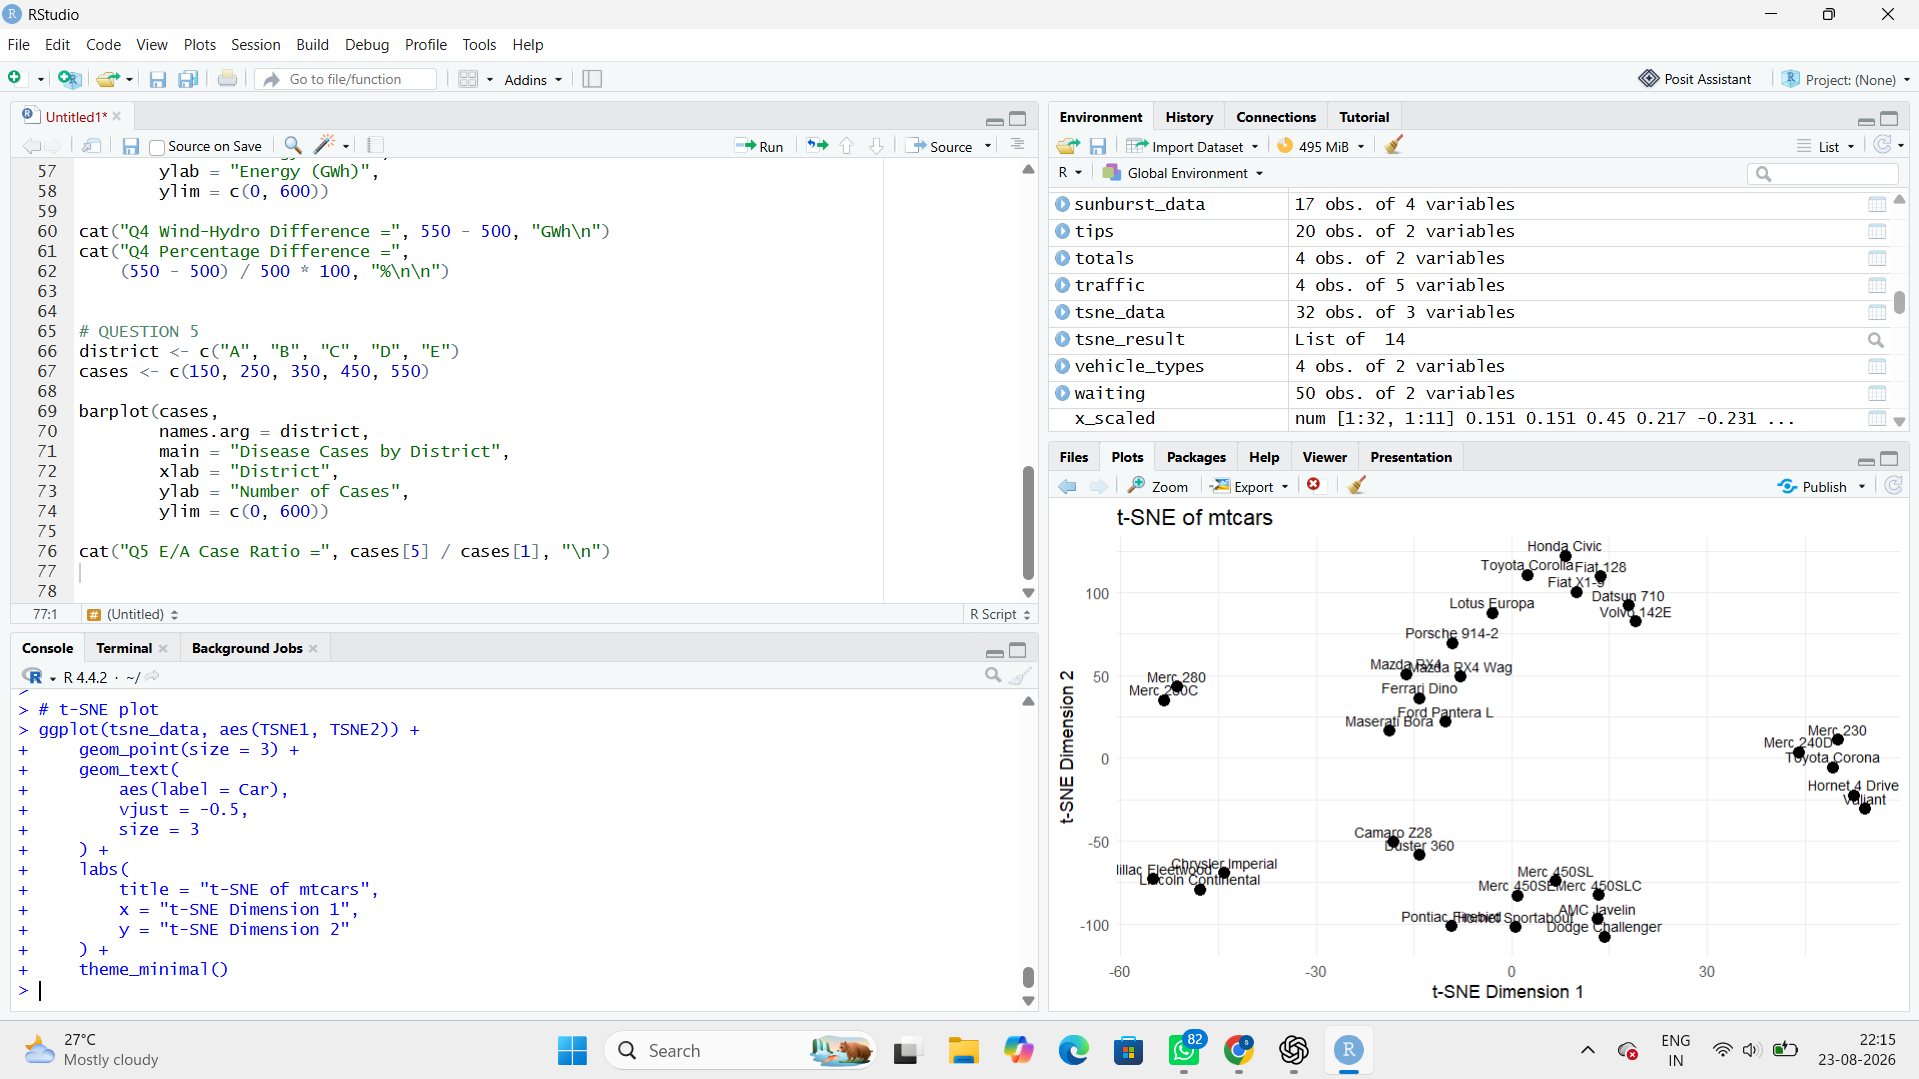 RStudio
File Edit Code View Plots Session Build Debug Profile Tools Help
Go to file/function Addins Posit Assistant Project: (None)
Untitled1*
Source on Save Run Source
57 ylab = "Energy (GWh)",
58 ylim = c(0, 600))
59
60 cat("Q4 Wind-Hydro Difference =", 550 - 500, "GWh\n")
61 cat("Q4 Percentage Difference =",
62 (550 - 500) / 500 * 100, "%\n\n")
63
64
65 # QUESTION 5
66 district <- c("A", "B", "C", "D", "E")
67 cases <- c(150, 250, 350, 450, 550)
68
69 barplot(cases,
70 names.arg = district,
71 main = "Disease Cases by District",
72 xlab = "District",
73 ylab = "Number of Cases",
74 ylim = c(0, 600))
75
76 cat("Q5 E/A Case Ratio =", cases[5] / cases[1], "\n")
77
78
77:1 (Untitled) R Script
Console Terminal Background Jobs
R 4.4.2 · ~/
>
> # t-SNE plot
> ggplot(tsne_data, aes(TSNE1, TSNE2)) +
+ geom_point(size = 3) +
+ geom_text(
+ aes(label = Car),
+ vjust = -0.5,
+ size = 3
+ ) +
+ labs(
+ title = "t-SNE of mtcars",
+ x = "t-SNE Dimension 1",
+ y = "t-SNE Dimension 2"
+ ) +
+ theme_minimal()
>
Environment History Connections Tutorial
Import Dataset 495 MiB List
R Global Environment
sunburst_data 17 obs. of 4 variables
tips 20 obs. of 2 variables
totals 4 obs. of 2 variables
traffic 4 obs. of 5 variables
tsne_data 32 obs. of 3 variables
tsne_result List of 14
vehicle_types 4 obs. of 2 variables
waiting 50 obs. of 2 variables
x_scaled num [1:32, 1:11] 0.151 0.151 0.45 0.217 -0.231 ...
Files Plots Packages Help Viewer Presentation
Zoom Export Publish
t-SNE of mtcars
Honda Civic
Toyota Corolla Fiat 128
Fiat X1-9
Datsun 710
Lotus Europa
Volvo 142E
Porsche 914-2
Mazda RX4 Mazda RX4 Wag
Merc 280
Ferrari Dino
Merc 280C
Ford Pantera L
Maserati Bora
Merc 230
Merc 240D
Toyota Corona
Hornet 4 Drive
Valiant
Camaro Z28
Duster 360
Chrysler Imperial
illac Fleetwood
Lincoln Continental
Merc 450SL
Merc 450SE Merc 450SLC
AMC Javelin
Pontiac Firebird Hornet Sportabout
Dodge Challenger
100
50
0
-50
-100
t-SNE Dimension 2
-60 -30 0 30
t-SNE Dimension 1
27°C
Mostly cloudy
Search
82
ENG
IN
22:15
23-08-2026